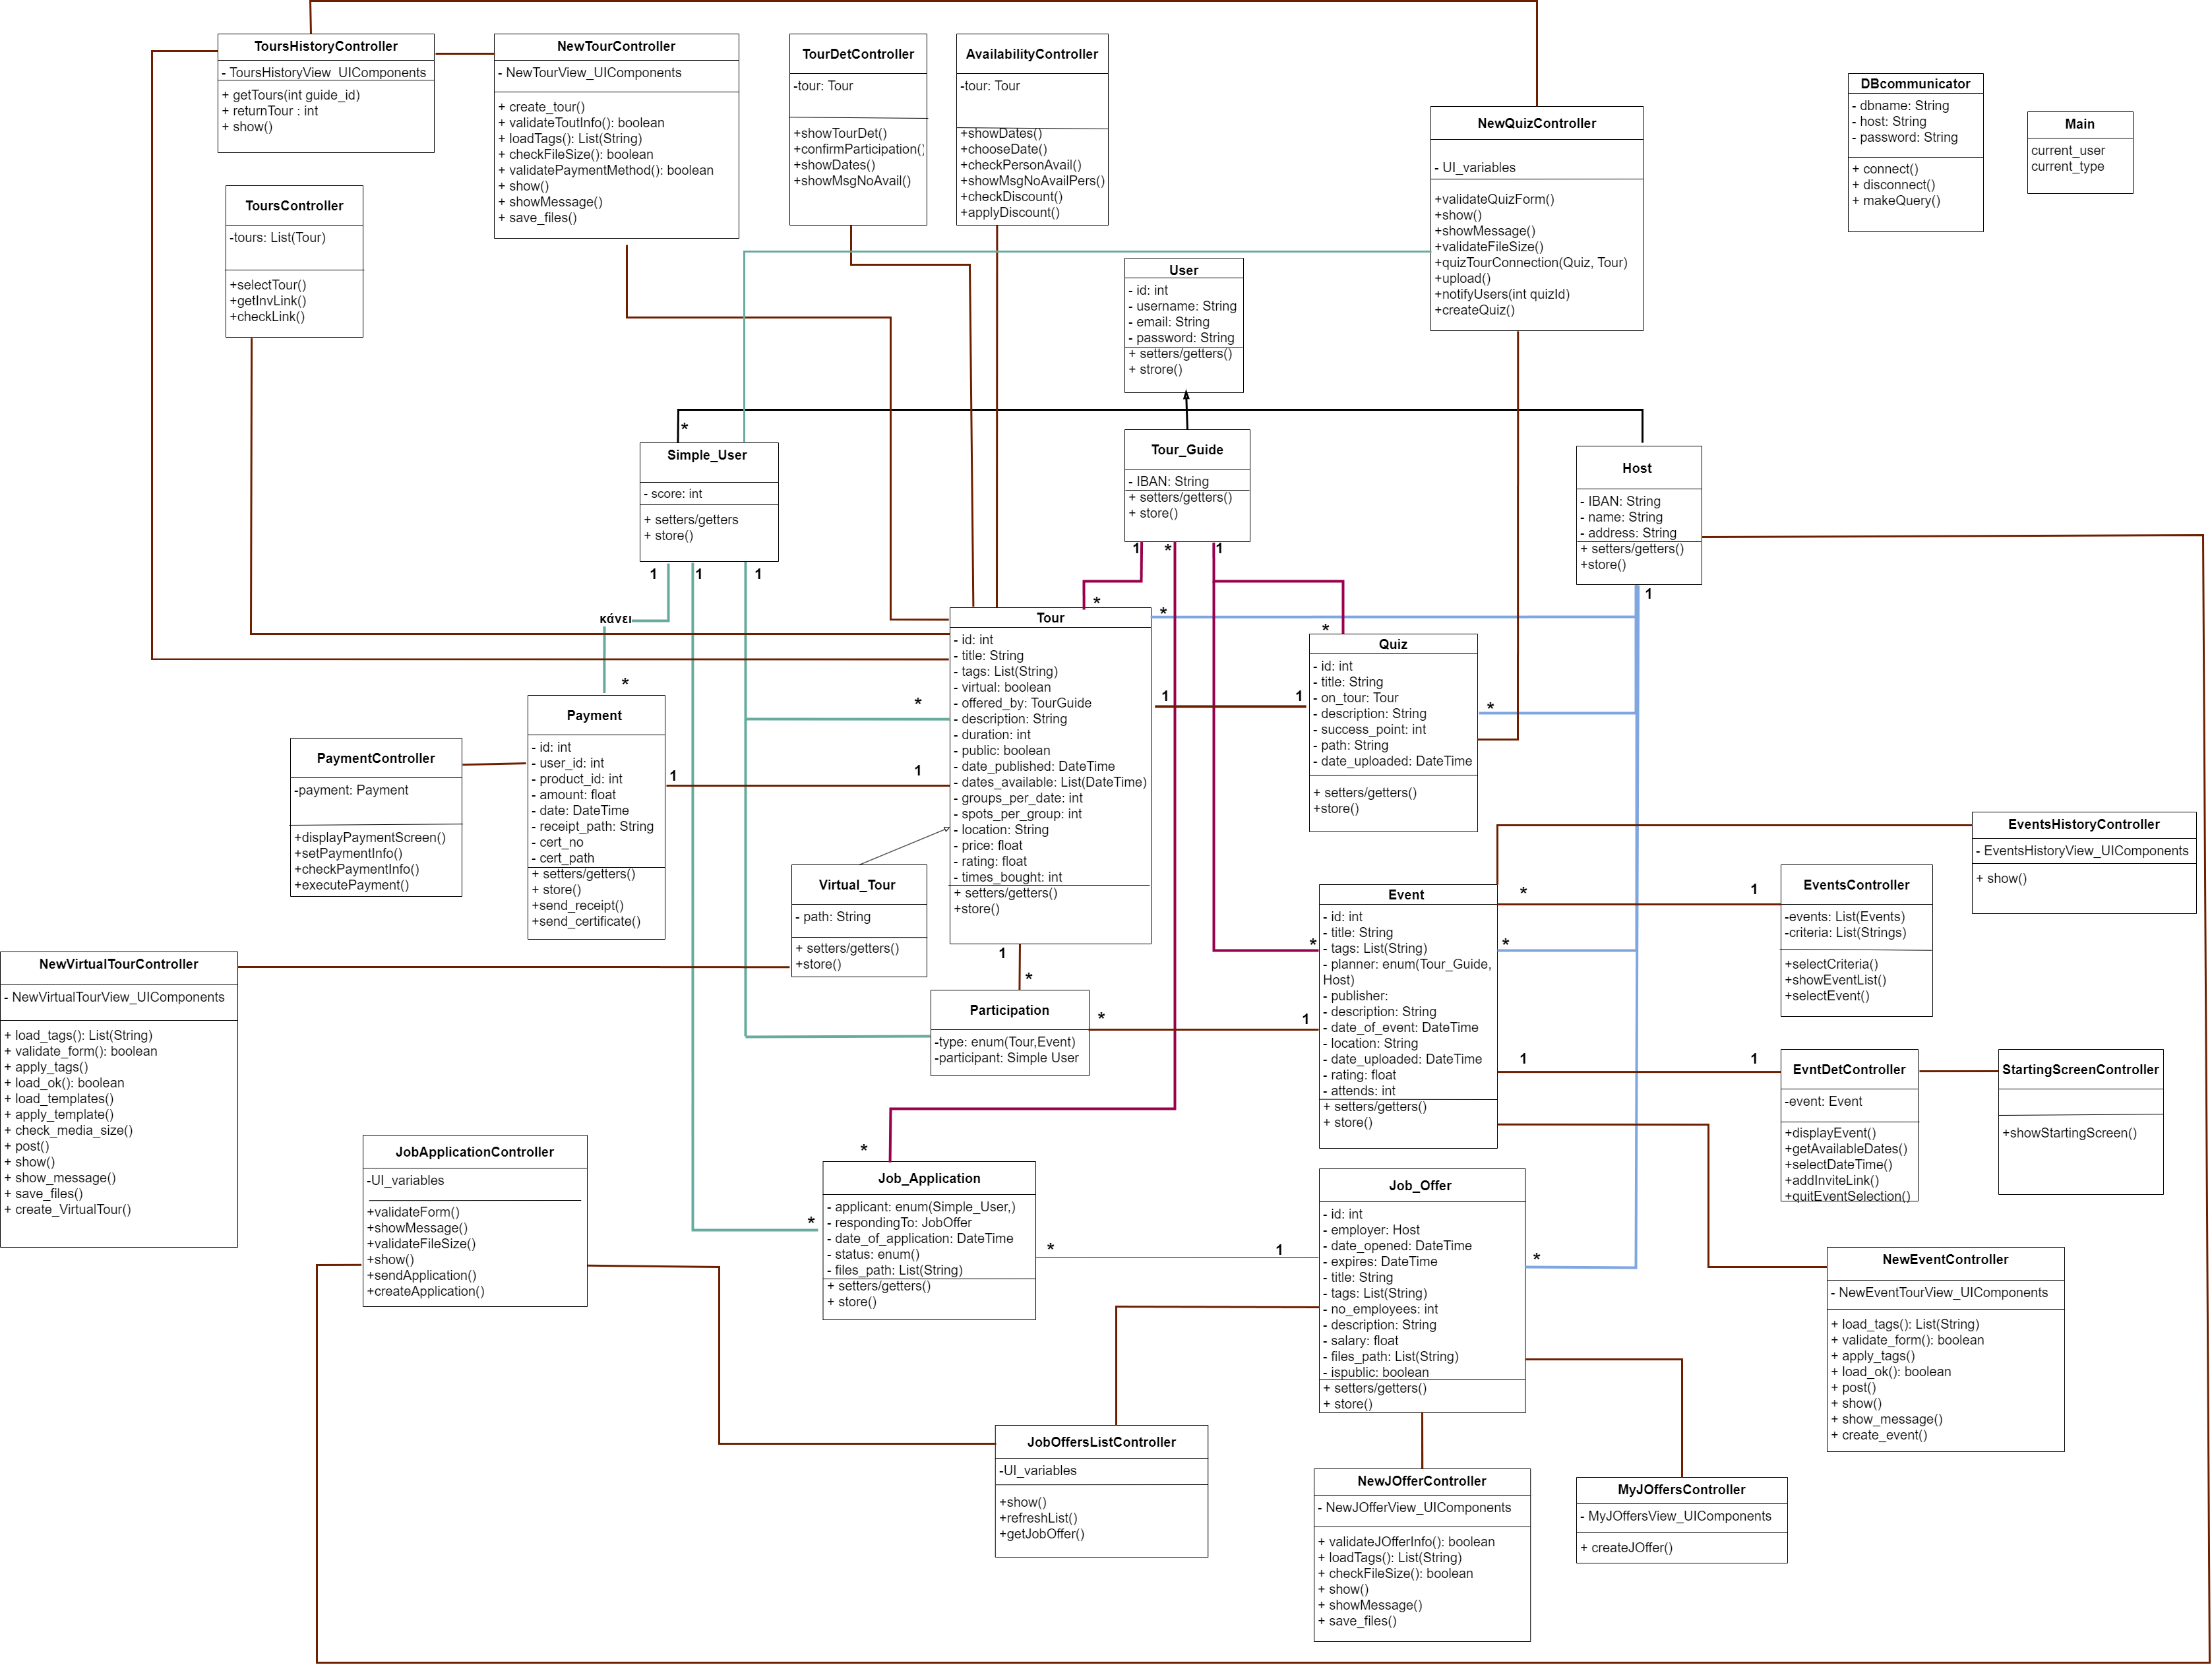 ToursHistoryController
- ToursHistoryView_UIComponents
+ getTours(int guide_id)
+ returnTour : int
+ show()
NewTourController
- NewTourView_UIComponents
+ create_tour()
+ validateToutInfo(): boolean
+ loadTags(): List(String)
+ checkFileSize(): boolean
+ validatePaymentMethod(): boolean
+ show()
+ showMessage()
+ save_files()
TourDetController
-tour: Tour
+showTourDet()
+confirmParticipation()
+showDates()
+showMsgNoAvail()
AvailabilityController
-tour: Tour
+showDates()
+chooseDate()
+checkPersonAvail()
+showMsgNoAvailPers()
+checkDiscount()
+applyDiscount()
NewQuizController
- UI_variables
+validateQuizForm()
+show()
+showMessage()
+validateFileSize()
+quizTourConnection(Quiz, Tour)
+upload()
+notifyUsers(int quizId)
+createQuiz()
DBcommunicator
- dbname: String
- host: String
- password: String
+ connect()
+ disconnect()
+ makeQuery()
Main
current_user
current_type
ToursController
-tours: List(Tour)
+selectTour()
+getInvLink()
+checkLink()
User
- id: int
- username: String
- email: String
- password: String
+ setters/getters()
+ strore()
*
Simple_User
- score: int
+ setters/getters
+ store()
1
1
1
Tour_Guide
- IBAN: String
+ setters/getters()
+ store()
1
*
1
Host
- IBAN: String
- name: String
- address: String
+ setters/getters()
+store()
1
κάνει
*
*
*
*
Tour
- id: int
- title: String
- tags: List(String)
- virtual: boolean
- offered_by: TourGuide
- description: String
- duration: int
- public: boolean
- date_published: DateTime
- dates_available: List(DateTime)
- groups_per_date: int
- spots_per_group: int
- location: String
- price: float
- rating: float
- times_bought: int
+ setters/getters()
+store()
*
1
1
Quiz
- id: int
- title: String
- on_tour: Tour
- description: String
- success_point: int
- path: String
- date_uploaded: DateTime
+ setters/getters()
+store()
*
Payment
- id: int
- user_id: int
- product_id: int
- amount: float
- date: DateTime
- receipt_path: String
- cert_no
- cert_path
+ setters/getters()
+ store()
+send_receipt()
+send_certificate()
1
1
PaymentController
-payment: Payment
+displayPaymentScreen()
+setPaymentInfo()
+checkPaymentInfo()
+executePayment()
Virtual_Tour
- path: String
+ setters/getters()
+store()
EventsHistoryController
- EventsHistoryView_UIComponents
+ show()
EventsController
-events: List(Events)
-criteria: List(Strings)
+selectCriteria()
+showEventList()
+selectEvent()
Event
- id: int
- title: String
- tags: List(String)
- planner: enum(Tour_Guide,
Host)
- publisher:
- description: String
- date_of_event: DateTime
- location: String
- date_uploaded: DateTime
- rating: float
- attends: int
+ setters/getters()
+ store()
*
1
*
*
1
1
1
NewVirtualTourController
- NewVirtualTourView_UIComponents
+ load_tags(): List(String)
+ validate_form(): boolean
+ apply_tags()
+ load_ok(): boolean
+ load_templates()
+ apply_template()
+ check_media_size()
+ post()
+ show()
+ show_message()
+ save_files()
+ create_VirtualTour()
1
*
Participation
-type: enum(Tour,Event)
-participant: Simple User
*
EvntDetController
-event: Event
+displayEvent()
+getAvailableDates()
+selectDateTime()
+addInviteLink()
+quitEventSelection()
StartingScreenController
+showStartingScreen()
JobApplicationController
-UI_variables
+validateForm()
+showMessage()
+validateFileSize()
+show()
+sendApplication()
+createApplication()
*
*
Job_Application
- applicant: enum(Simple_User,)
- respondingTo: JobOffer
- date_of_application: DateTime
- status: enum()
- files_path: List(String)
+ setters/getters()
+ store()
*
1
Job_Offer
- id: int
- employer: Host
- date_opened: DateTime
- expires: DateTime
- title: String
- tags: List(String)
- no_employees: int
- description: String
- salary: float
- files_path: List(String)
- ispublic: boolean
+ setters/getters()
+ store()
*
NewEventController
- NewEventTourView_UIComponents
+ load_tags(): List(String)
+ validate_form(): boolean
+ apply_tags()
+ load_ok(): boolean
+ post()
+ show()
+ show_message()
+ create_event()
JobOffersListController
-UI_variables
+show()
+refreshList()
+getJobOffer()
NewJOfferController
- NewJOfferView_UIComponents
+ validateJOfferInfo(): boolean
+ loadTags(): List(String)
+ checkFileSize(): boolean
+ show()
+ showMessage()
+ save_files()
MyJOffersController
- MyJOffersView_UIComponents
+ createJOffer()